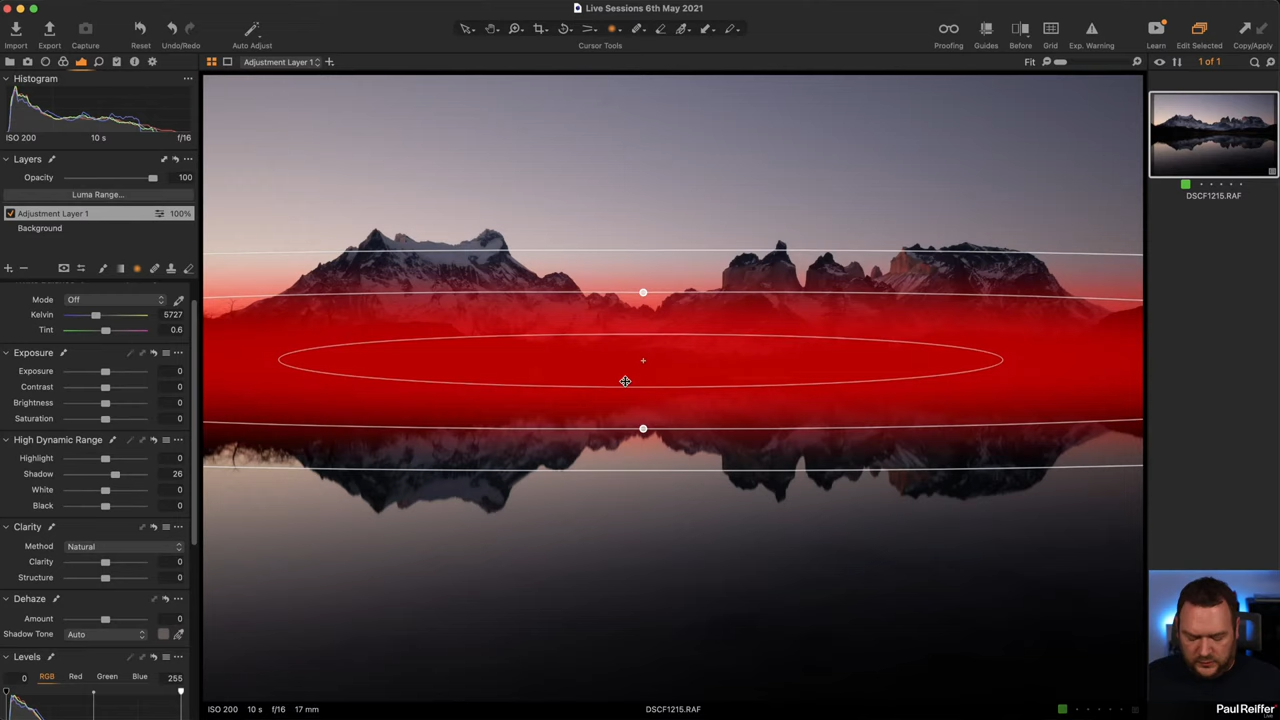 Live Sessions 6th May 2021
Import
Export
Capture
Reset
Undo/Redo
Auto Adjust
Cursor Tools
Proofing
Guides
Before
Grid
Exp. Warning
Learn
Edit Selected
Copy/Apply
Adjustment Layer 1
Fit
1 of 1
Histogram
ISO 200
10 s
f/16
Layers
Opacity
100
Luma Range...
Adjustment Layer 1
100%
Background
Mode
Off
Kelvin
5727
Tint
0.6
Exposure
Exposure
0
Contrast
0
Brightness
0
Saturation
0
High Dynamic Range
Highlight
0
Shadow
26
White
0
Black
0
Clarity
Method
Natural
Clarity
0
Structure
0
Dehaze
Amount
0
Shadow Tone
Auto
Levels
0
RGB
Red
Green
Blue
255
ISO 200
10 s
f/16
17 mm
DSCF1215.RAF
DSCF1215.RAF
Paul Reiffer
Live